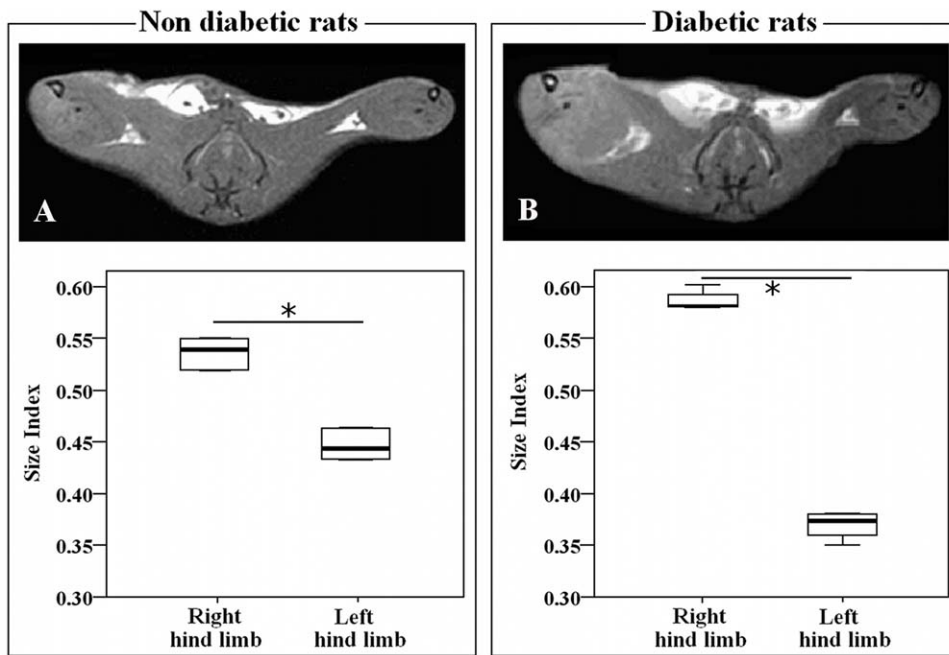 Non diabetic rats
A
Size Index
0.60
0.55
0.50
0.45
0.40
0.35
0.30
*
Right
hind limb
Left
hind limb
Diabetic rats
B
Size Index
0.60
0.55
0.50
0.45
0.40
0.35
0.30
*
Right
hind limb
Left
hind limb